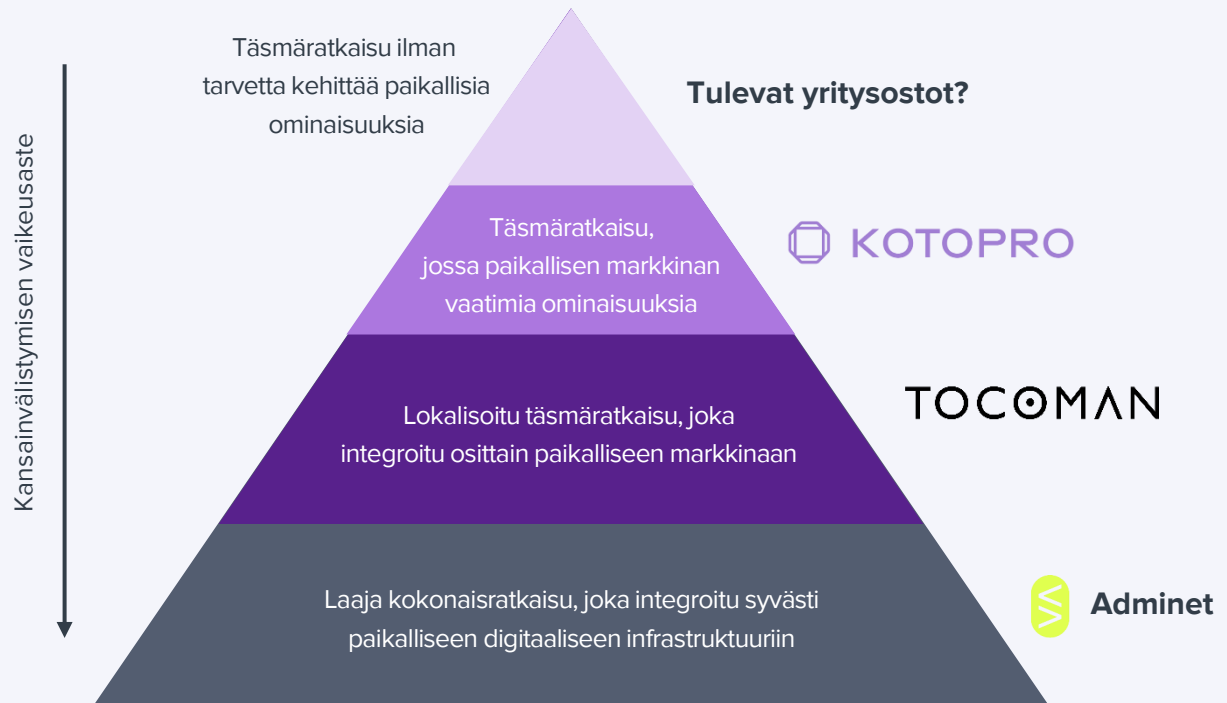 Täsmäratkaisu ilman
tarvetta kehittää paikallisia
ominaisuuksia
Tulevat yritysostot?
Kansainvälistymisen vaikeusaste
Täsmäratkaisu,
jossa paikallisen markkinan
vaatimia ominaisuuksia
KOTOPRO
Lokalisoitu täsmäratkaisu, joka
integroitu osittain paikalliseen markkinaan
TOCOMAN
Laaja kokonaisratkaisu, joka integroitu syvästi
paikalliseen digitaaliseen infrastruktuuriin
Adminet